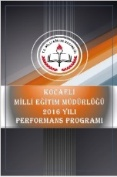 KOCAELİ
MİLLİ EĞİTİM MÜDÜRLÜĞÜ
2016 YILI
PERFORMANS PROGRAMI